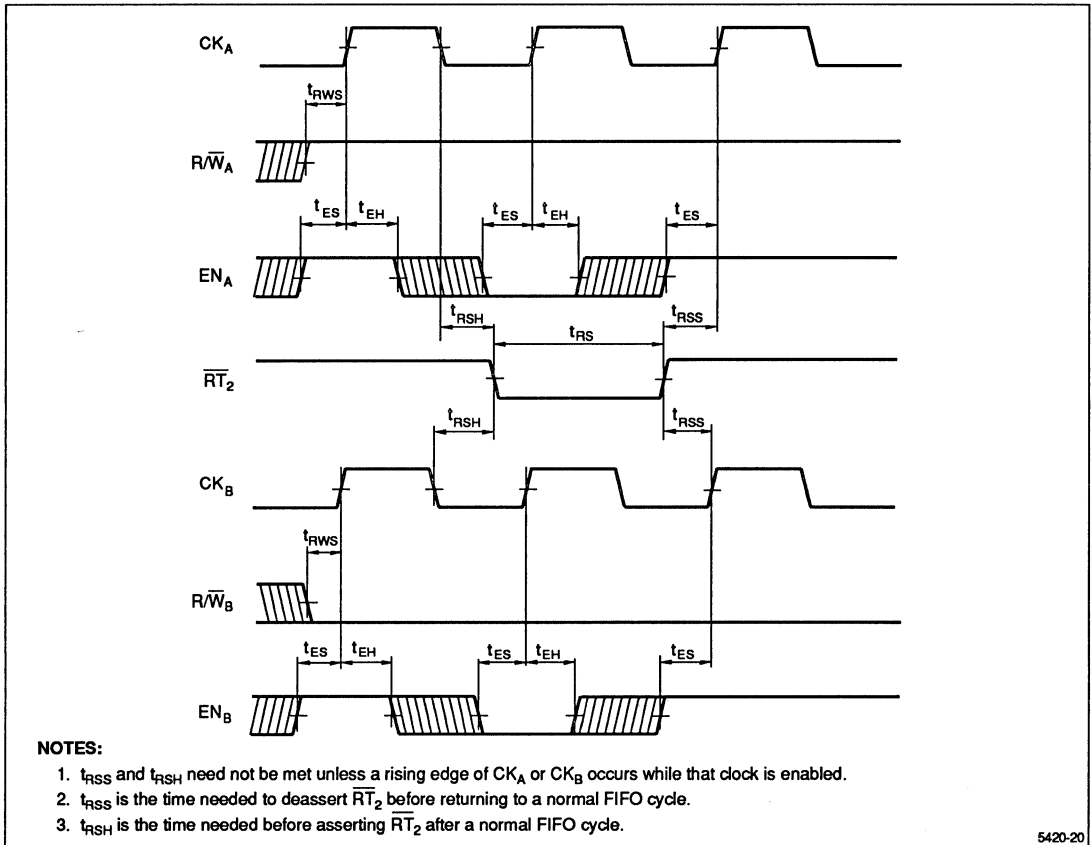 CK_A
t_RWS
R/W̅_A
t_ES t_EH t_ES t_EH t_ES
EN_A
t_RSH t_RS t_RSS
R̅T̅_2
t_RSH t_RSS
CK_B
t_RWS
R/W̅_B
t_ES t_EH t_ES t_EH t_ES
EN_B
NOTES:
1. t_RSS and t_RSH need not be met unless a rising edge of CK_A or CK_B occurs while that clock is enabled.
2. t_RSS is the time needed to deassert R̅T̅_2 before returning to a normal FIFO cycle.
3. t_RSH is the time needed before asserting R̅T̅_2 after a normal FIFO cycle.
5420-20